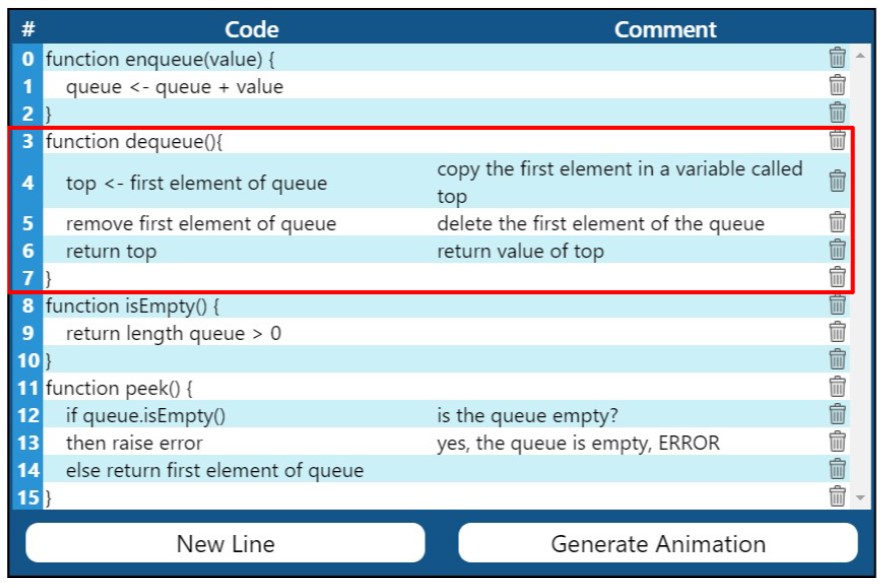 # Code Comment
0 function enqueue(value) {
1 queue <- queue + value
2 }
3 function dequeue(){
4 top <- first element of queue copy the first element in a variable called
top
5 remove first element of queue delete the first element of the queue
6 return top return value of top
7 }
8 function isEmpty() {
9 return length queue > 0
10 }
11 function peek() {
12 if queue.isEmpty() is the queue empty?
13 then raise error yes, the queue is empty, ERROR
14 else return first element of queue
15 }
New Line Generate Animation